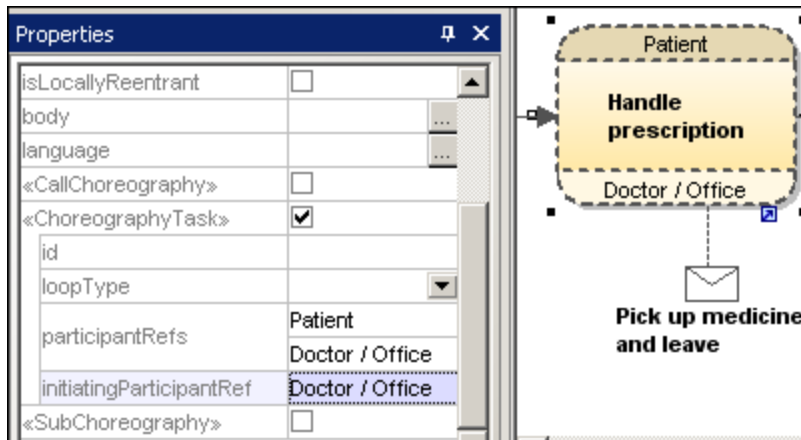 Properties
isLocallyReentrant
body
...
language
...
«CallChoreography»
«ChoreographyTask»
id
loopType
participantRefs
Patient
Doctor / Office
initiatingParticipantRef
Doctor / Office
«SubChoreography»
Patient
Handle
prescription
Doctor / Office
Pick up medicine
and leave